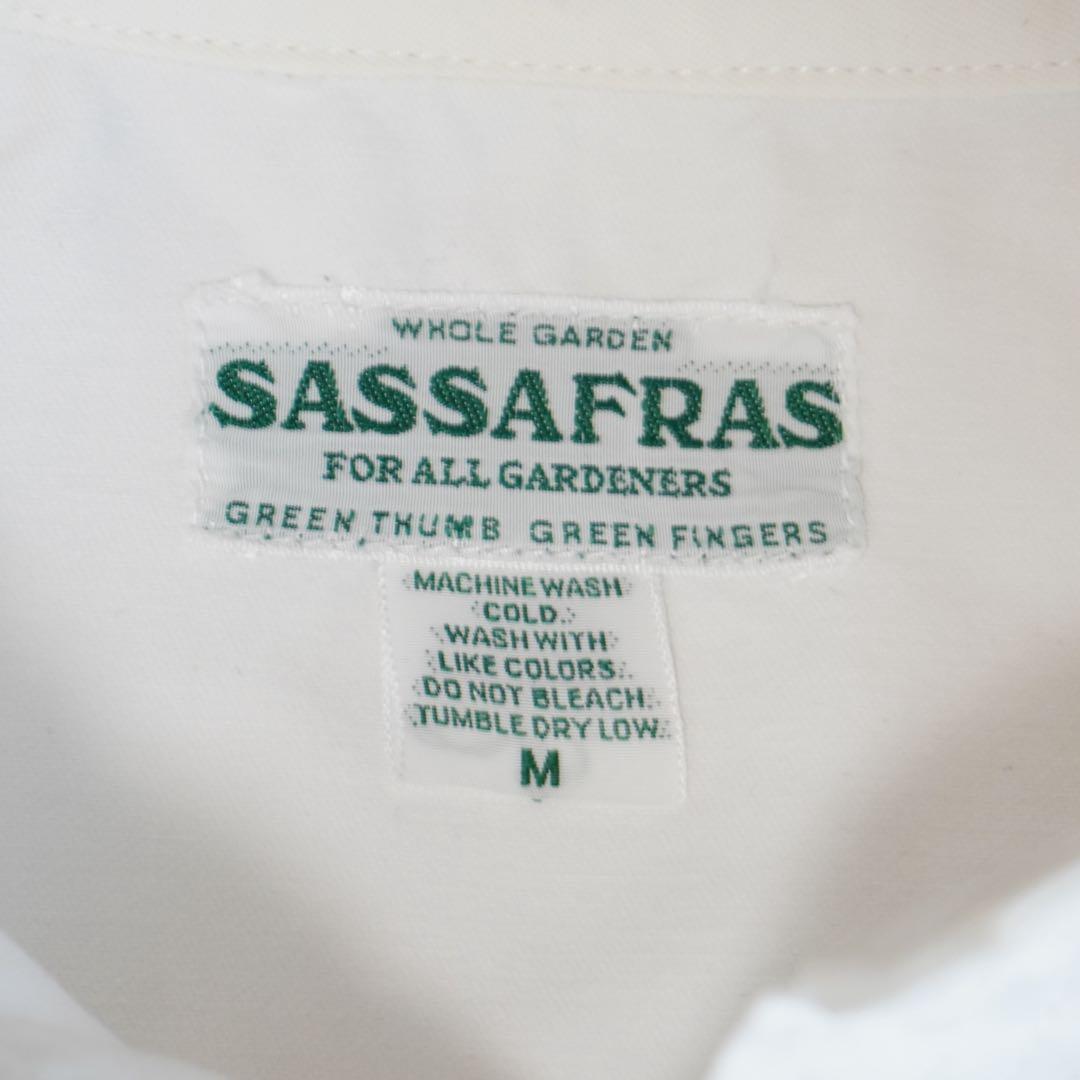 WHOLE GARDEN
SASSAFRAS
FOR ALL GARDENERS
GREEN THUMB GREEN FINGERS
MACHINE WASH
COLD.
WASH WITH
LIKE COLORS.
DO NOT BLEACH.
TUMBLE DRY LOW.
M